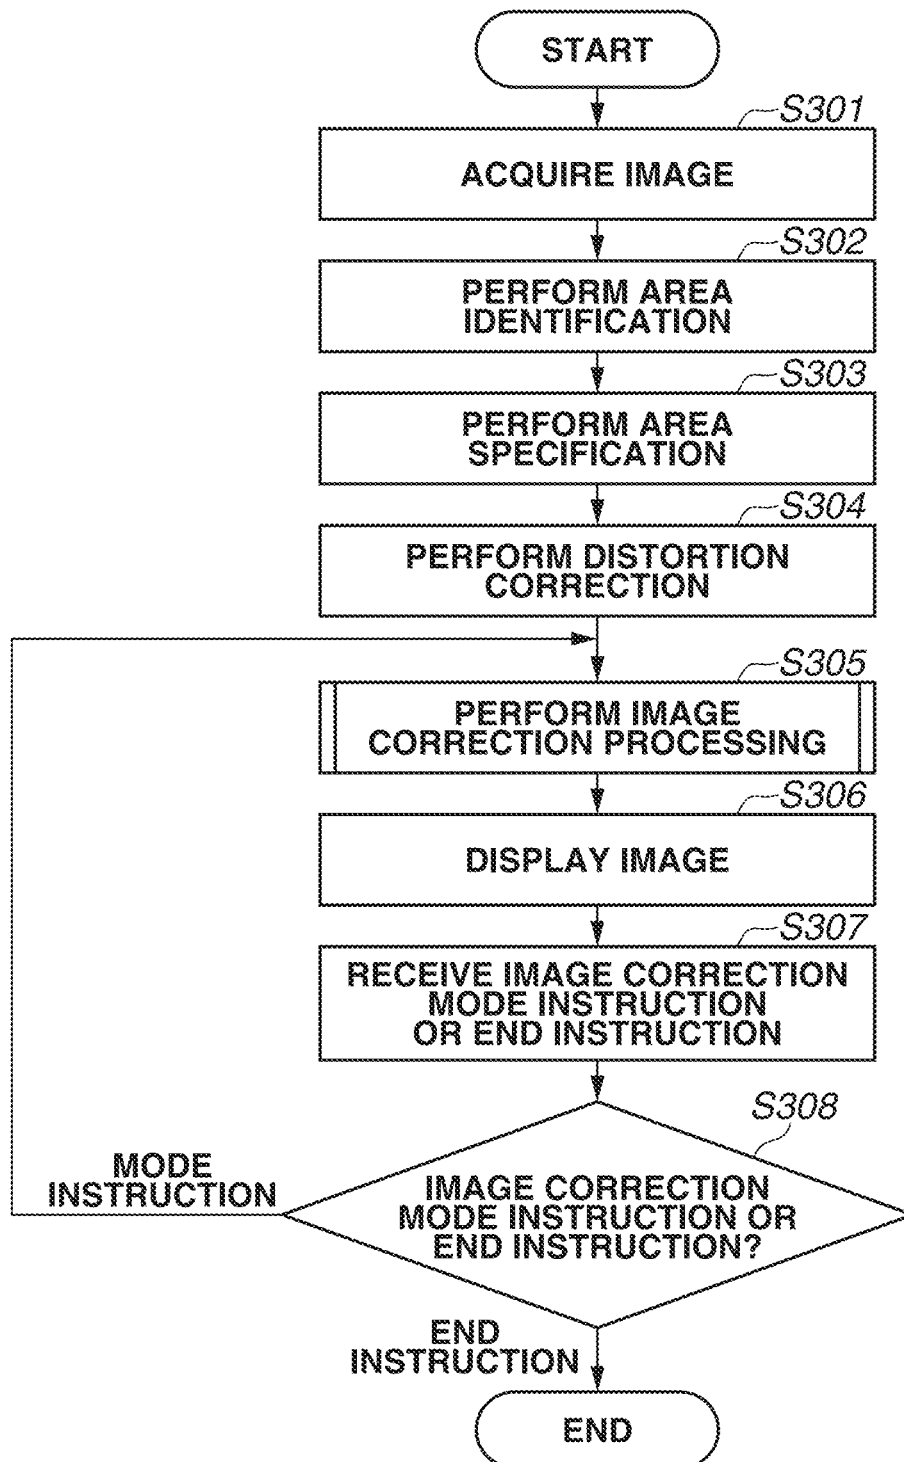 START
S301
ACQUIRE IMAGE
S302
PERFORM AREA
IDENTIFICATION
S303
PERFORM AREA
SPECIFICATION
S304
PERFORM DISTORTION
CORRECTION
S305
PERFORM IMAGE
CORRECTION PROCESSING
S306
DISPLAY IMAGE
S307
RECEIVE IMAGE CORRECTION
MODE INSTRUCTION
OR END INSTRUCTION
S308
MODE
INSTRUCTION
IMAGE CORRECTION
MODE INSTRUCTION OR
END INSTRUCTION?
END
INSTRUCTION
END